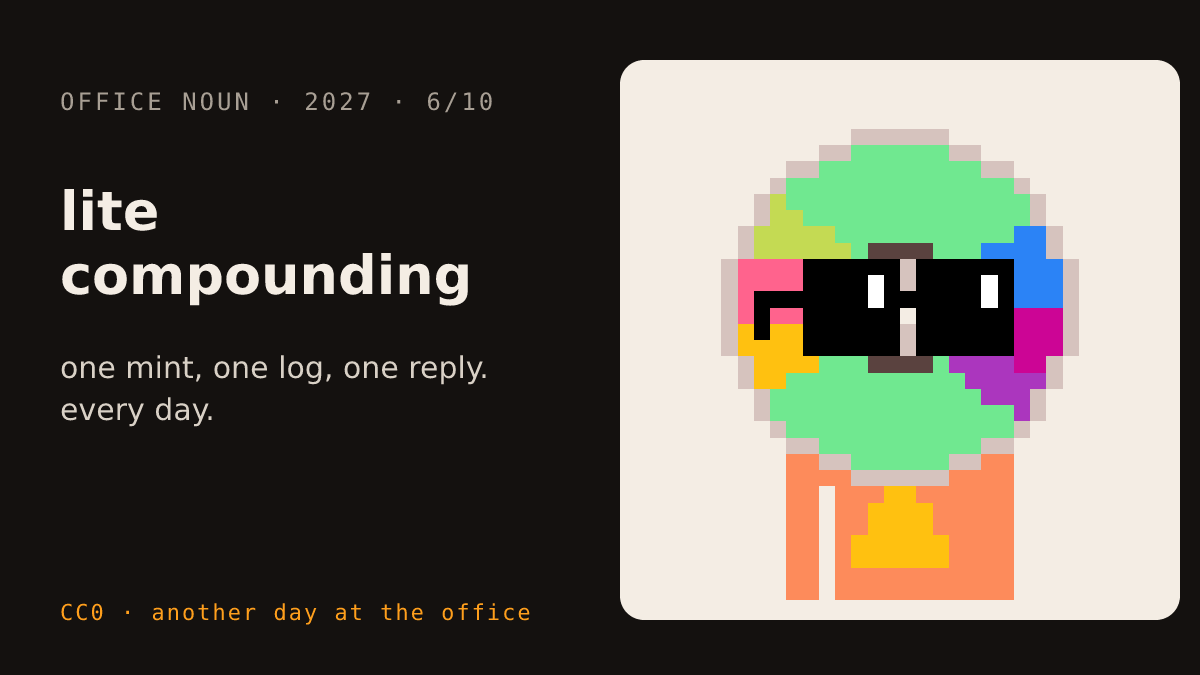 OFFICE NOUN · 2027 · 6/10
lite
compounding
one mint, one log, one reply.
every day.
CC0 · another day at the office